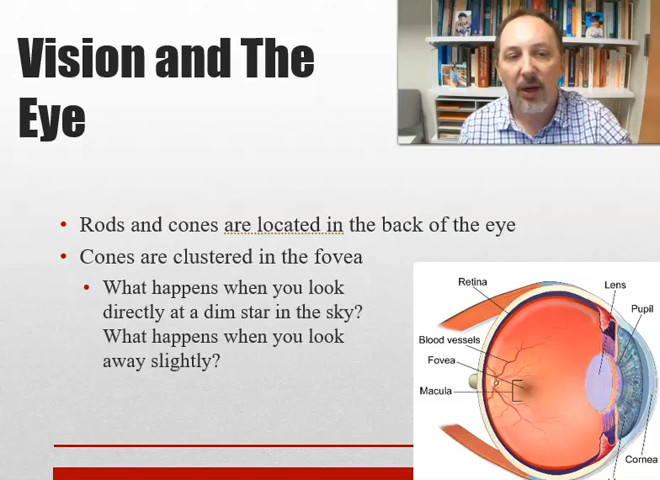 Vision and The
Eye
Rods and cones are located in the back of the eye
Cones are clustered in the fovea
What happens when you look
directly at a dim star in the sky?
What happens when you look
away slightly?
Retina
Lens
Pupil
Blood vessels
Fovea
Macula
Cornea